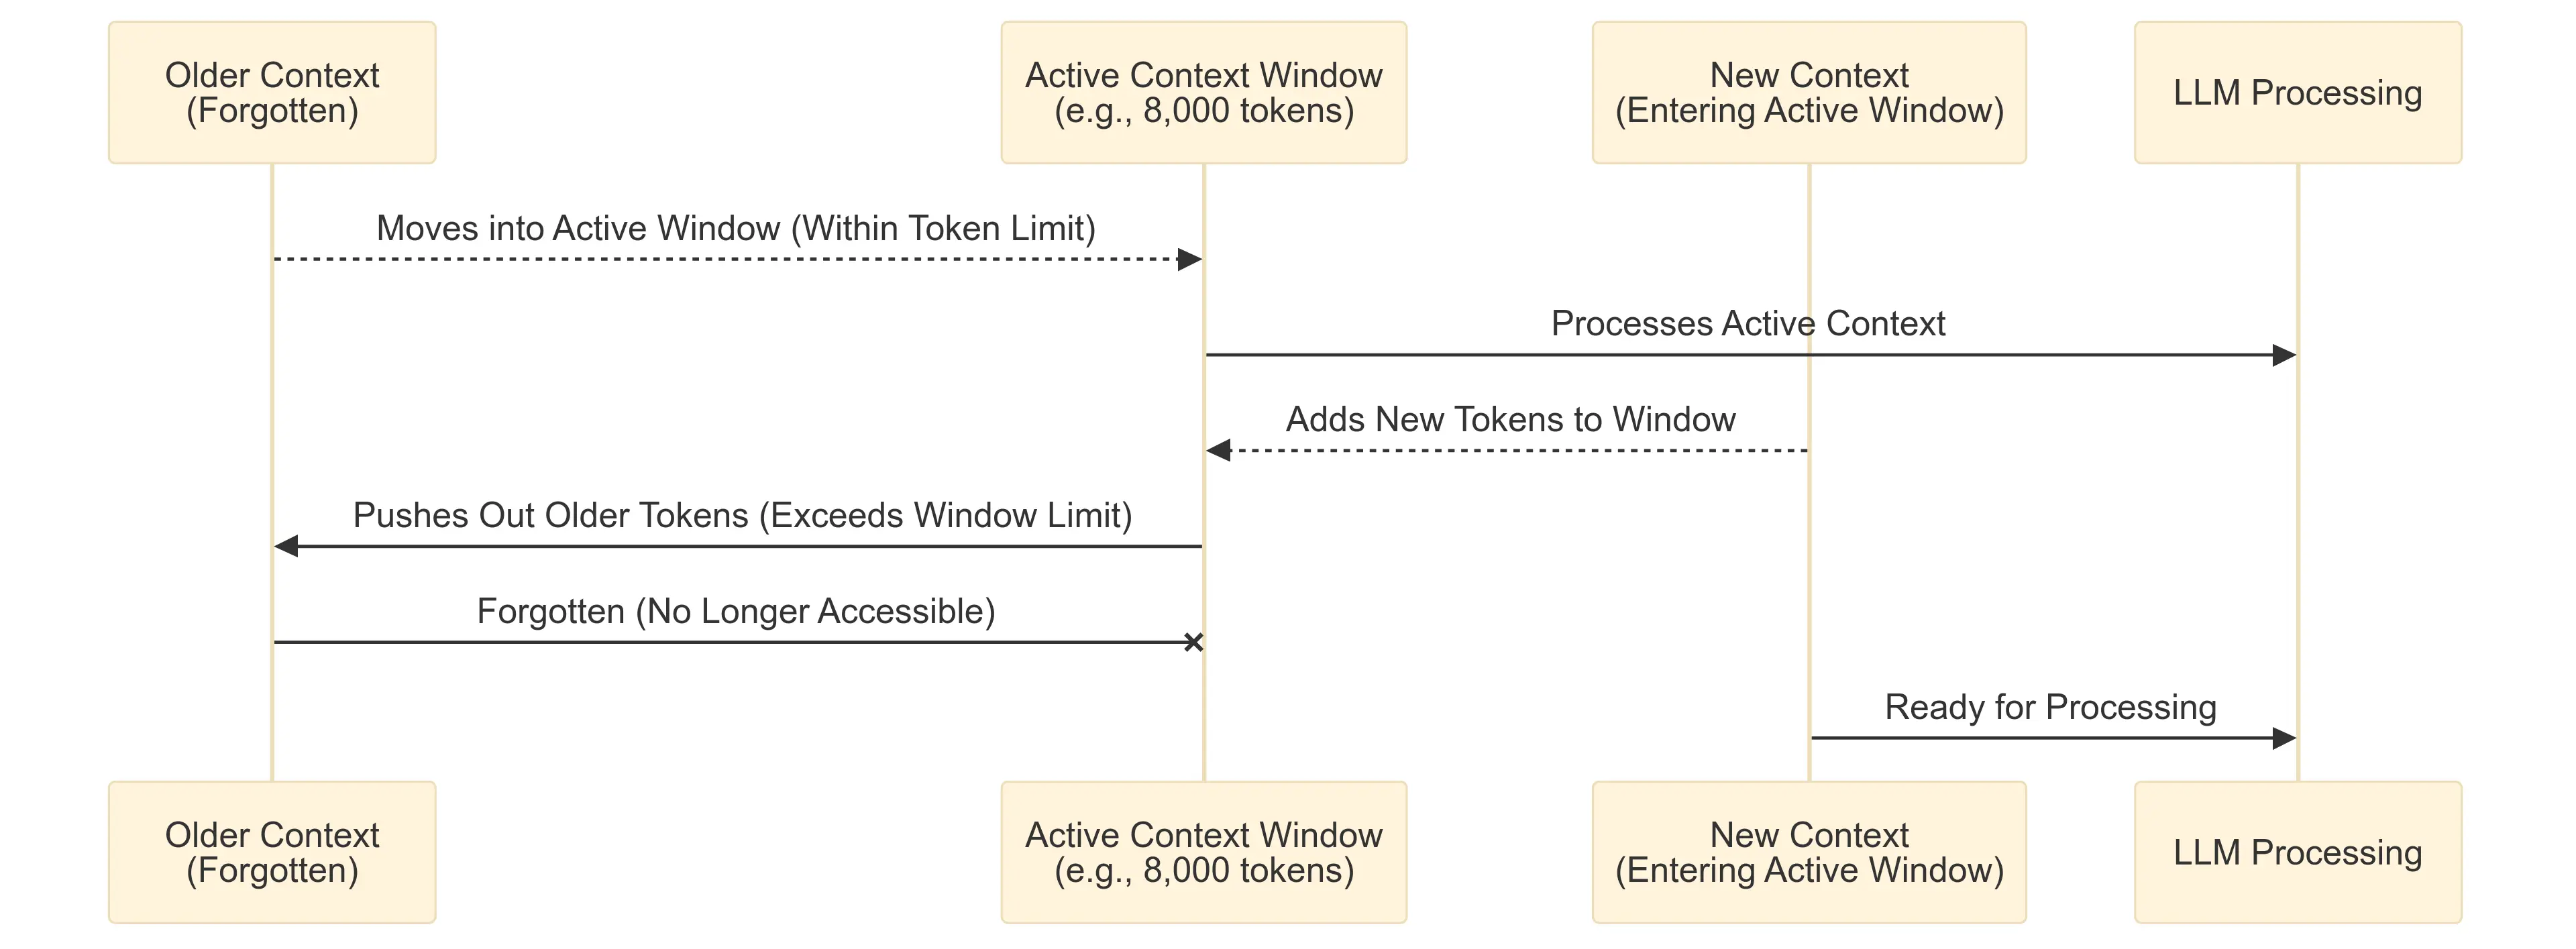 Older Context
(Forgotten)
Active Context Window
(e.g., 8,000 tokens)
New Context
(Entering Active Window)
LLM Processing
Moves into Active Window (Within Token Limit)
Processes Active Context
Adds New Tokens to Window
Pushes Out Older Tokens (Exceeds Window Limit)
Forgotten (No Longer Accessible)
Ready for Processing
Older Context
(Forgotten)
Active Context Window
(e.g., 8,000 tokens)
New Context
(Entering Active Window)
LLM Processing